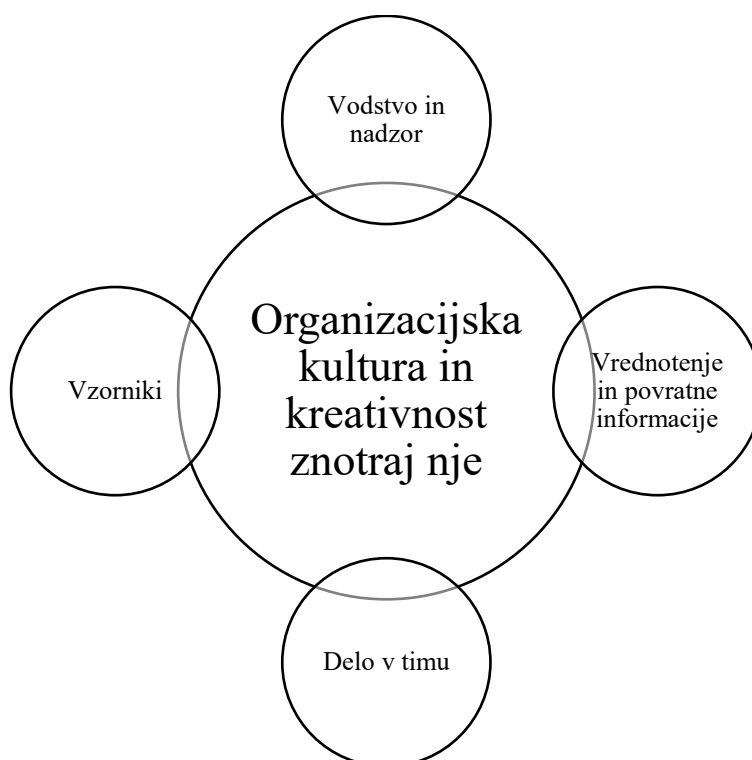 Vodstvo in
nadzor
Organizacijska
kultura in
kreativnost
znotraj nje
Vzorniki
Vrednotenje
in povratne
informacije
Delo v timu